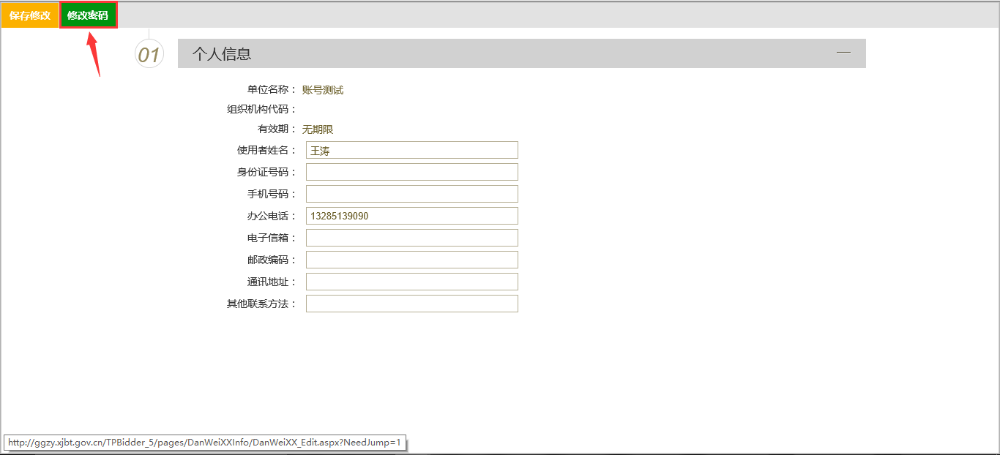 保存修改 修改密码
01 个人信息
单位名称： 账号测试
组织机构代码：
有效期： 无期限
使用者姓名： 王涛
身份证号码：
手机号码：
办公电话： 13285139090
电子信箱：
邮政编码：
通讯地址：
其他联系方法：
http://ggzy.xjbt.gov.cn/TPBidder_5/pages/DanWeiXXInfo/DanWeiXX_Edit.aspx?NeedJump=1